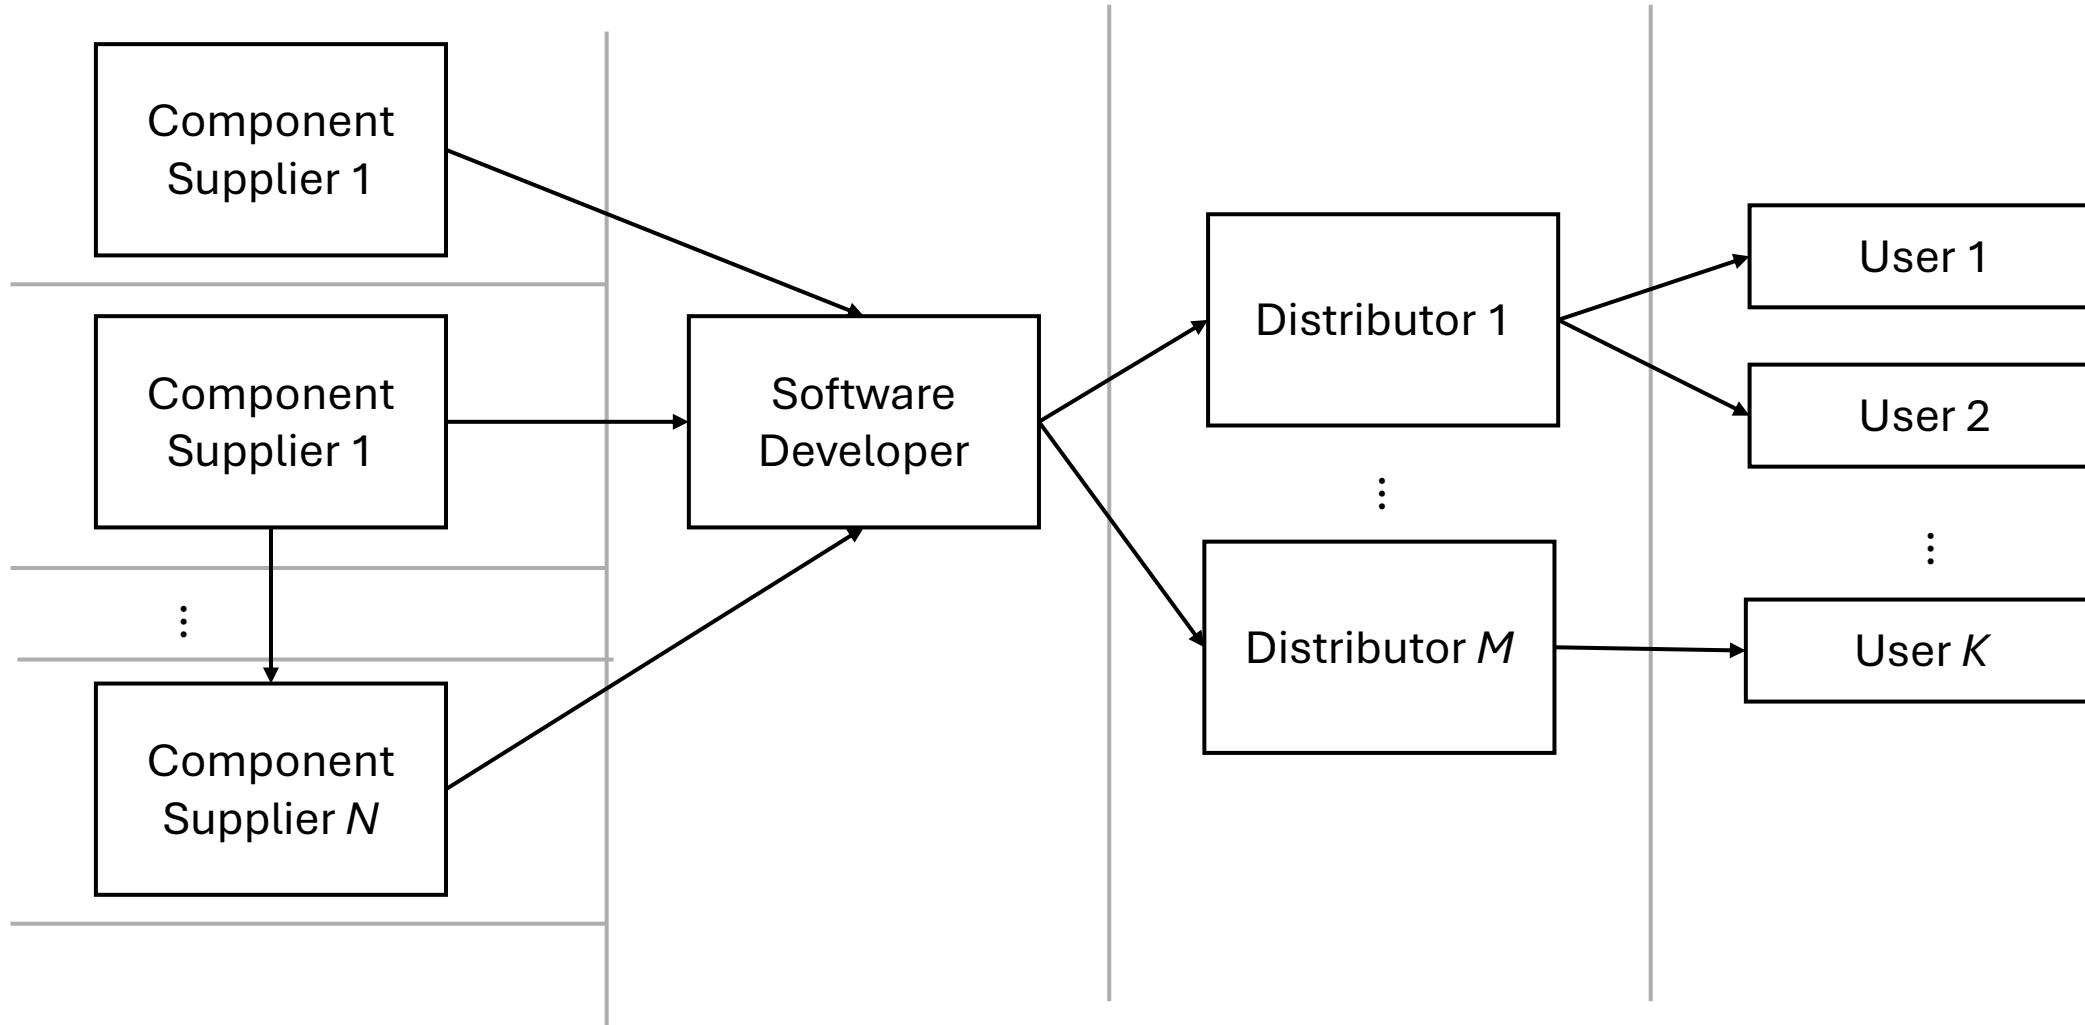 Component
Supplier 1
Component
Supplier 1
⋮
Component
Supplier N
Software
Developer
Distributor 1
⋮
Distributor M
User 1
User 2
⋮
User K